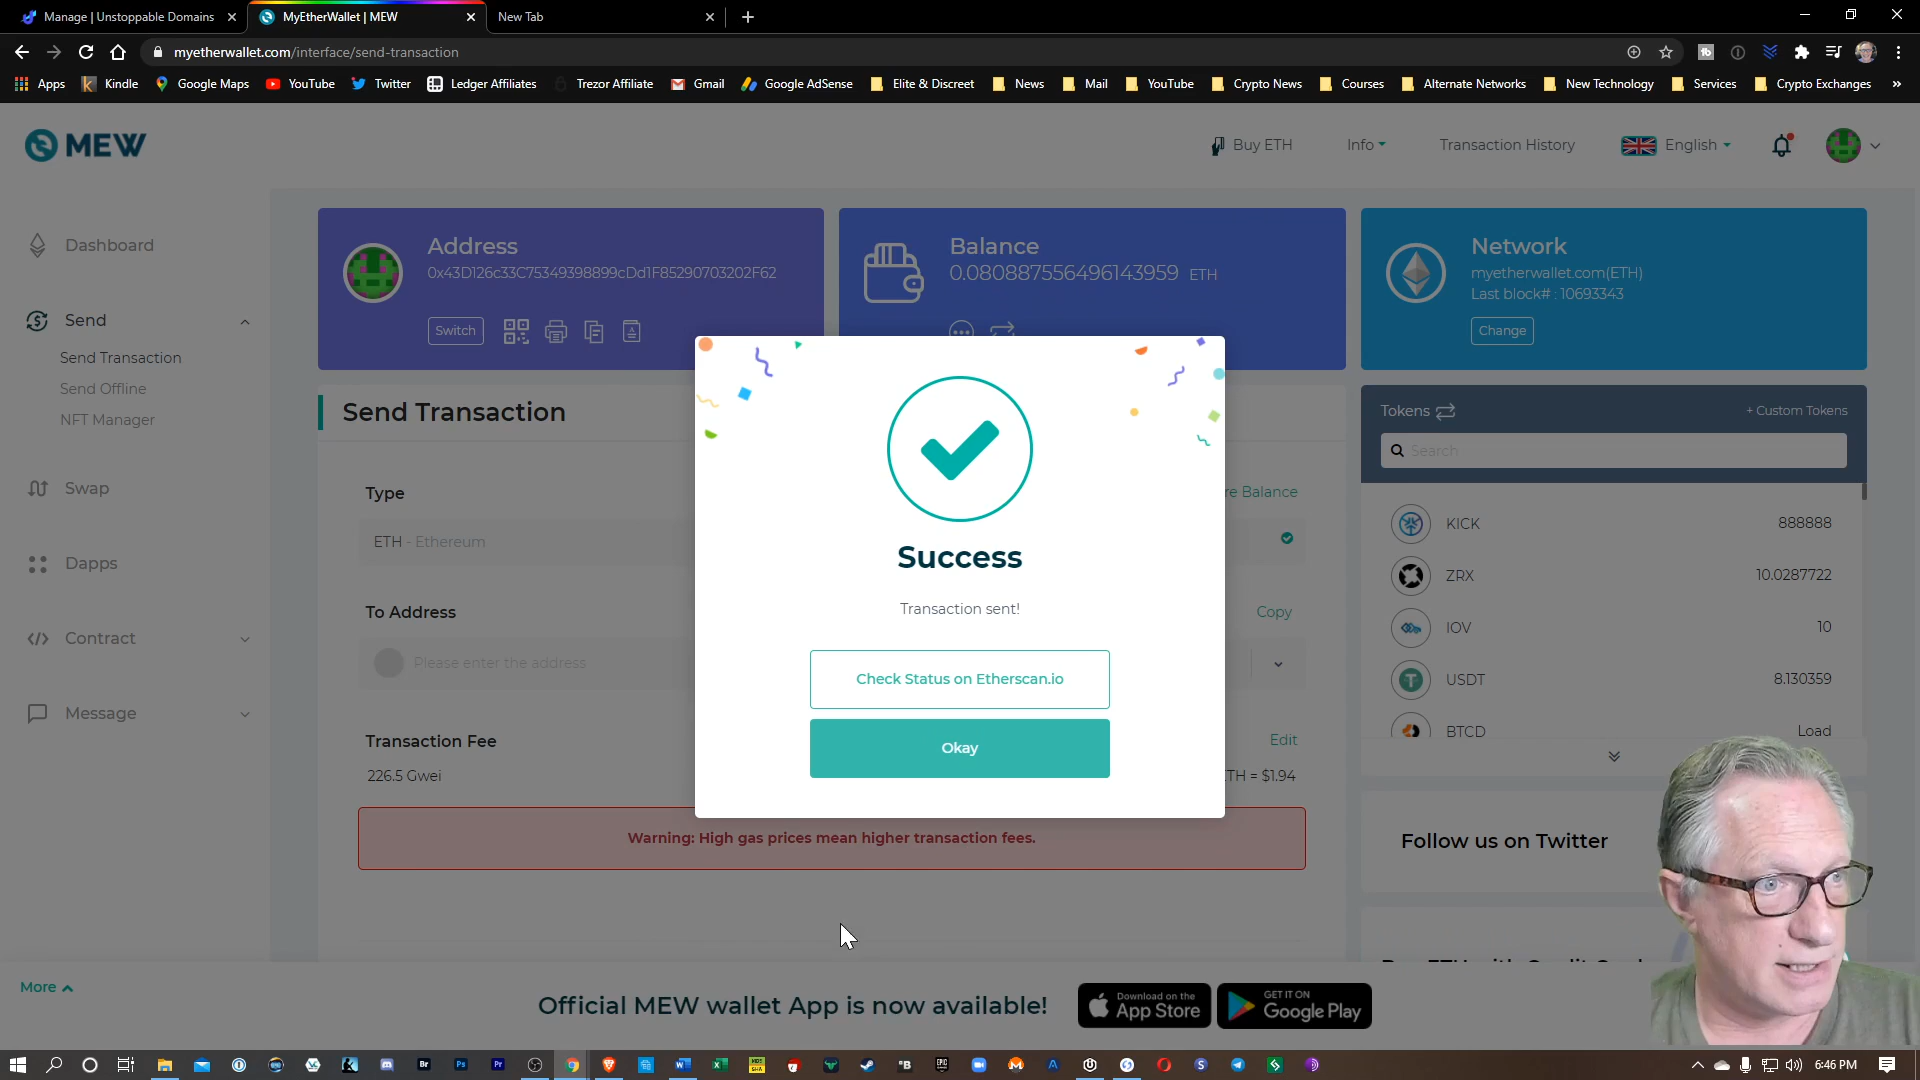 Manage | Unstoppable Domains
MyEtherWallet | MEW
New Tab
myetherwallet.com/interface/send-transaction
Apps
Kindle
Google Maps
YouTube
Twitter
Ledger Affiliates
Trezor Affiliate
Gmail
Google AdSense
Elite & Discreet
News
Mail
YouTube
Crypto News
Courses
Alternate Networks
New Technology
Services
Crypto Exchanges
MEW
Buy ETH
Info
Transaction History
English
Dashboard
Send
Send Transaction
Send Offline
NFT Manager
Swap
Dapps
Contract
Message
Address
0x43D126c33C75349398899cDd1F85290703202F62
Switch
Balance
0.080887556496143959 ETH
Network
myetherwallet.com(ETH)
Last block# : 10693343
Change
Send Transaction
Type
re Balance
ETH - Ethereum
To Address
Copy
Please enter the address
Transaction Fee
Edit
226.5 Gwei
TH = $1.94
Warning: High gas prices mean higher transaction fees.
Success
Transaction sent!
Check Status on Etherscan.io
Okay
Tokens
+ Custom Tokens
Search
KICK 888888
ZRX 10.0287722
IOV 10
USDT 8.130359
BTCD Load
Follow us on Twitter
More
Official MEW wallet App is now available!
Download on the
App Store
GET IT ON
Google Play
Br
Ps
Pr
6:46 PM